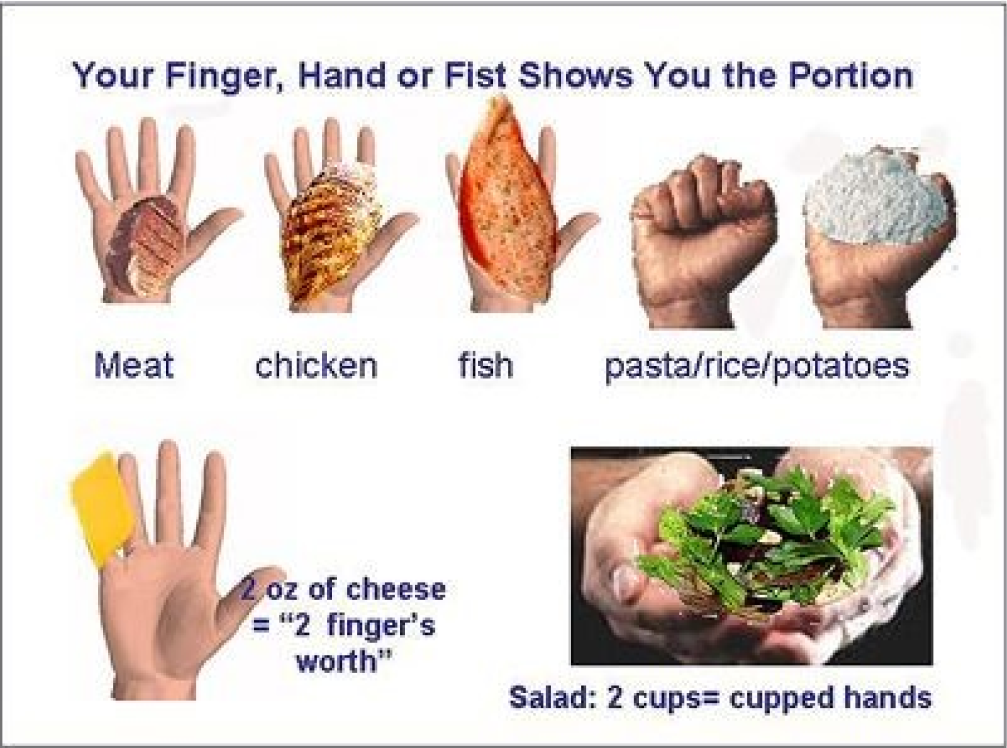 Your Finger, Hand or Fist Shows You the Portion
Meat
chicken
fish
pasta/rice/potatoes
2 oz of cheese
= “2 finger’s
worth”
Salad: 2 cups= cupped hands